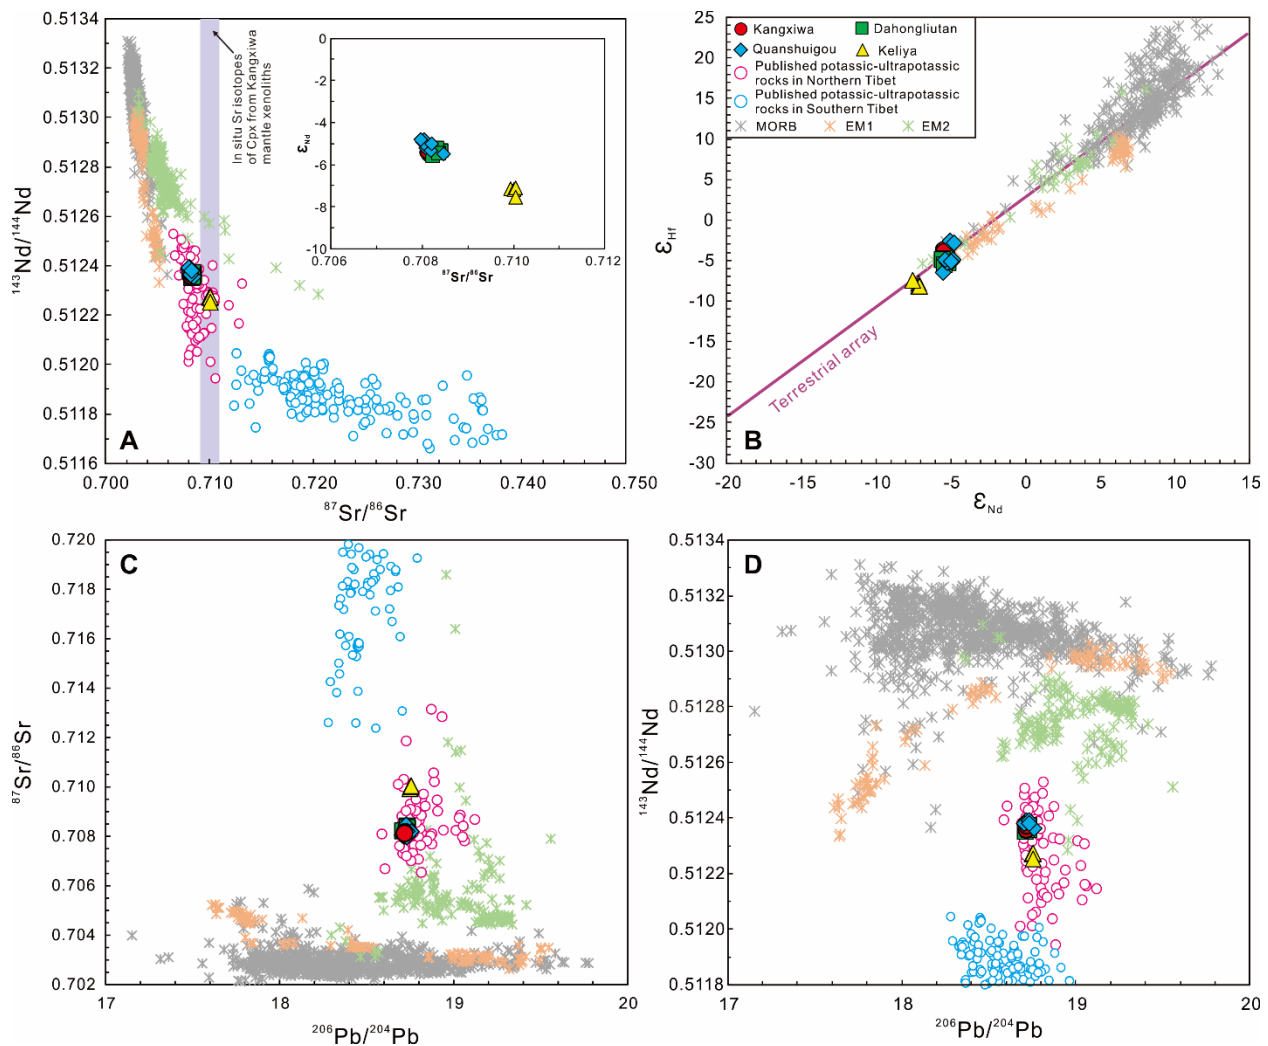 0.5134
0.5132
0.5130
0.5128
0.5126
0.5124
0.5122
0.5120
0.5118
0.5116
¹⁴³Nd/¹⁴⁴Nd
0.700
0.710
0.720
0.730
0.740
0.750
⁸⁷Sr/⁸⁶Sr
A
In situ Sr isotopes
of Cpx from Kangxiwa
mantle xenoliths
0
-2
-4
-6
-8
-10
εNd
0.706
0.708
0.710
0.712
⁸⁷Sr/⁸⁶Sr
25
20
15
10
5
0
-5
-10
-15
-20
-25
-30
εHf
-20
-15
-10
-5
0
5
10
15
εNd
B
Kangxiwa
Dahongliutan
Quanshuigou
Keliya
Published potassic-ultrapotassic
rocks in Northern Tibet
Published potassic-ultrapotassic
rocks in Southern Tibet
MORB
EM1
EM2
Terrestrial array
0.720
0.718
0.716
0.714
0.712
0.710
0.708
0.706
0.704
0.702
⁸⁷Sr/⁸⁶Sr
17
18
19
20
²⁰⁶Pb/²⁰⁴Pb
C
0.5134
0.5132
0.5130
0.5128
0.5126
0.5124
0.5122
0.5120
0.5118
¹⁴³Nd/¹⁴⁴Nd
17
18
19
20
²⁰⁶Pb/²⁰⁴Pb
D